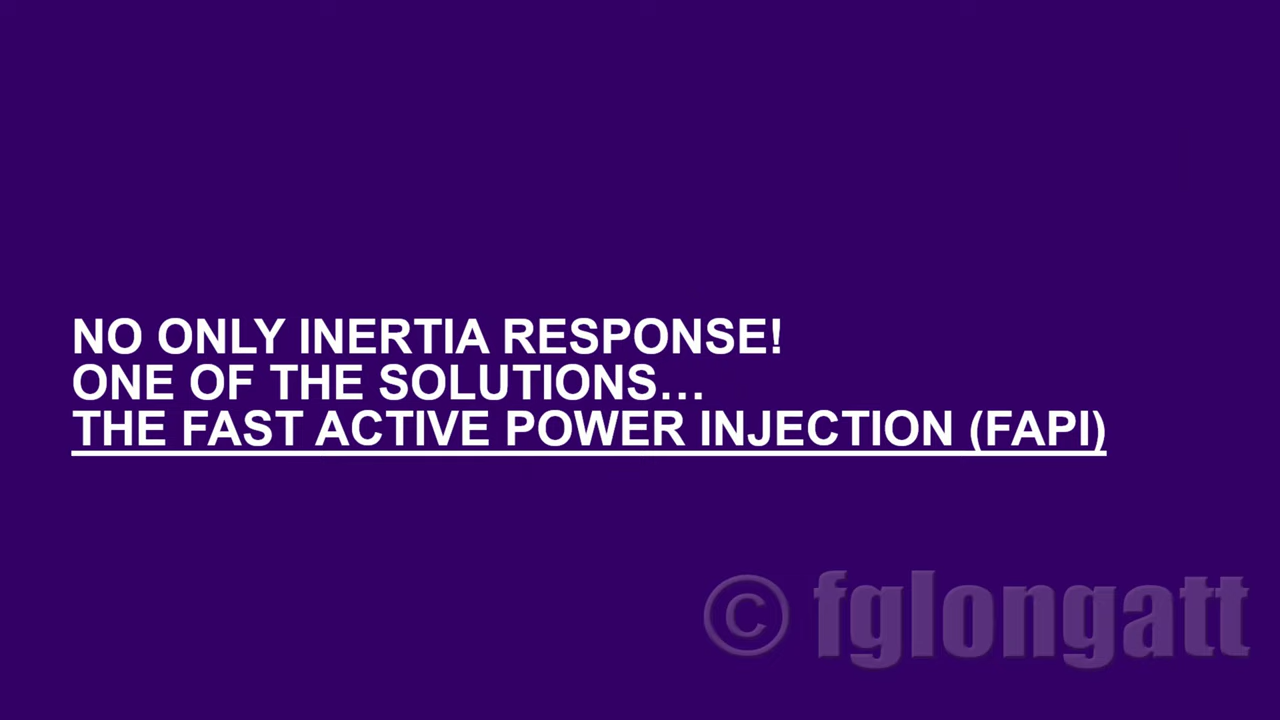 NO ONLY INERTIA RESPONSE!
ONE OF THE SOLUTIONS…
THE FAST ACTIVE POWER INJECTION (FAPI)
© fglongatt